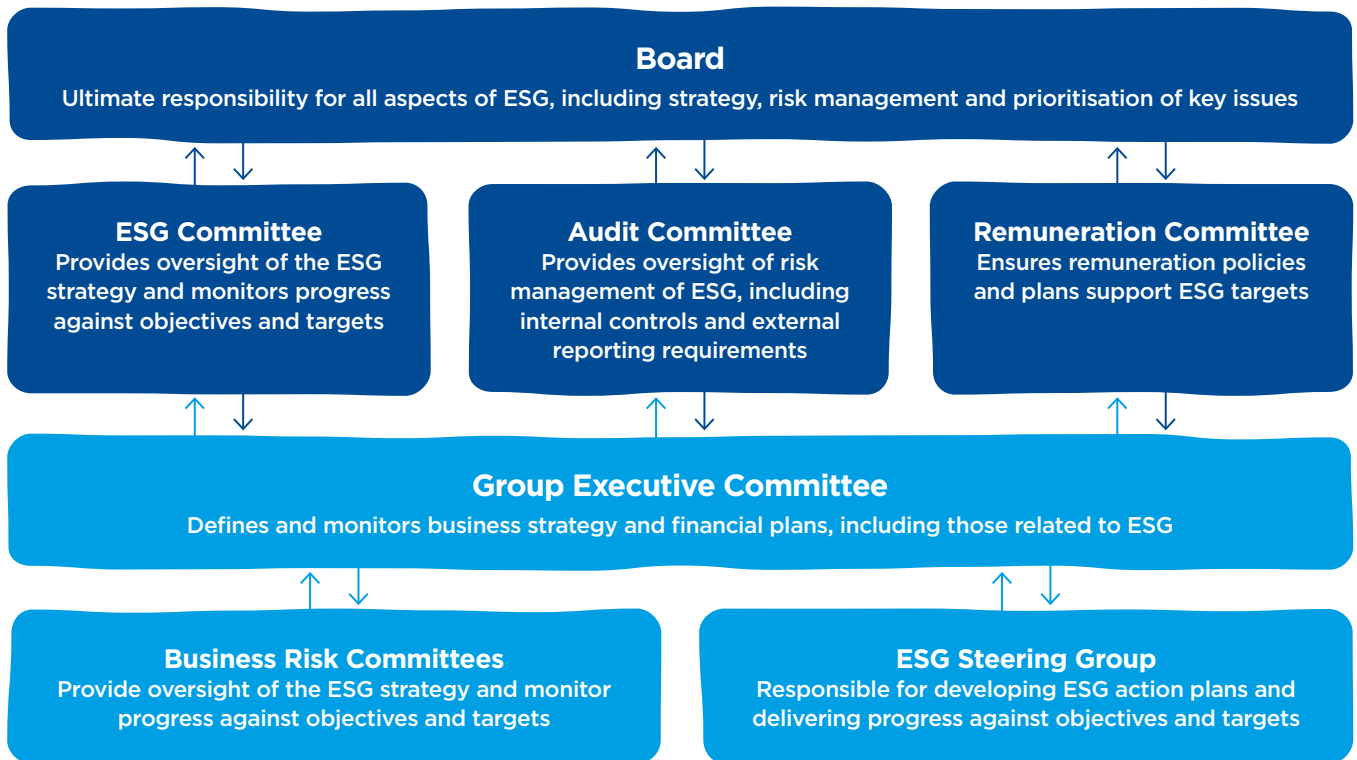 Board
Ultimate responsibility for all aspects of ESG, including strategy, risk management and prioritisation of key issues
ESG Committee
Provides oversight of the ESG
strategy and monitors progress
against objectives and targets
Audit Committee
Provides oversight of risk
management of ESG, including
internal controls and external
reporting requirements
Remuneration Committee
Ensures remuneration policies
and plans support ESG targets
Group Executive Committee
Defines and monitors business strategy and financial plans, including those related to ESG
Business Risk Committees
Provide oversight of the ESG strategy and monitor
progress against objectives and targets
ESG Steering Group
Responsible for developing ESG action plans and
delivering progress against objectives and targets